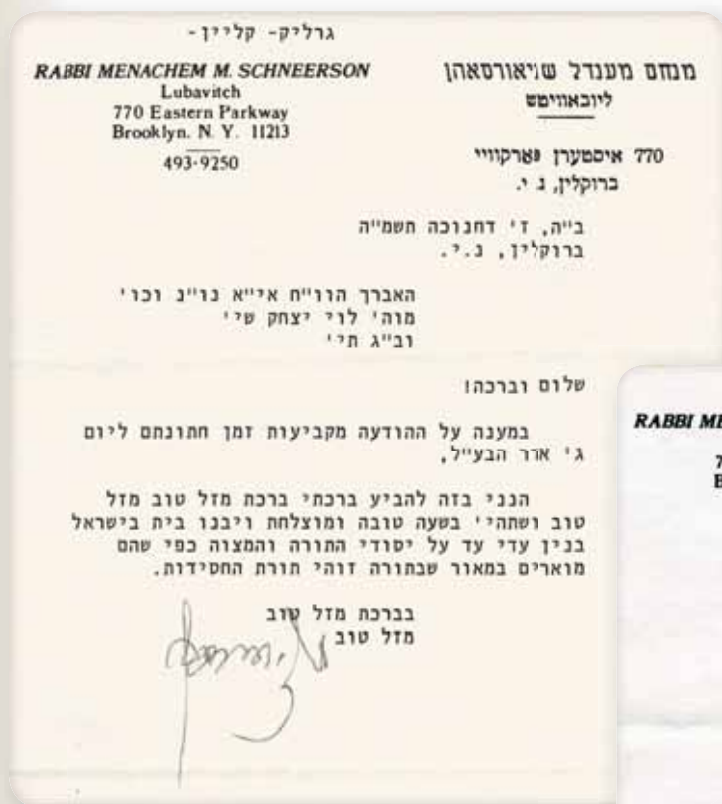 גרליק- קליין-
RABBI MENACHEM M. SCHNEERSON
Lubavitch
770 Eastern Parkway
Brooklyn. N. Y. 11213
493-9250
מנחם מענדל שניאורסאהן
ליובאוויטש
770 איסטערן פארקוויי
ברוקלין, נ י.
ב"ה, ז' דחנוכה תשמ"ה
ברוקלין, נ.י.
האברך הוו"ח אי"א נו"נ וכו'
מוה' לוי יצחק שי'
וב"ג תי'
שלום וברכה!
במענה על ההודעה מקביעות זמן חתונתם ליום
ג' אדר הבע"ל,
הנני בזה להביע ברכתי ברכת מזל טוב מזל
טוב ושתהי' בשעה טובה ומוצלחת ויבנו בית בישראל
בנין עדי עד על יסודי התורה והמצוה כפי שהם
מוארים במאור שבתורה זוהי תורת החסידות.
בברכת מזל טוב
מזל טוב
RABBI ME
7
B